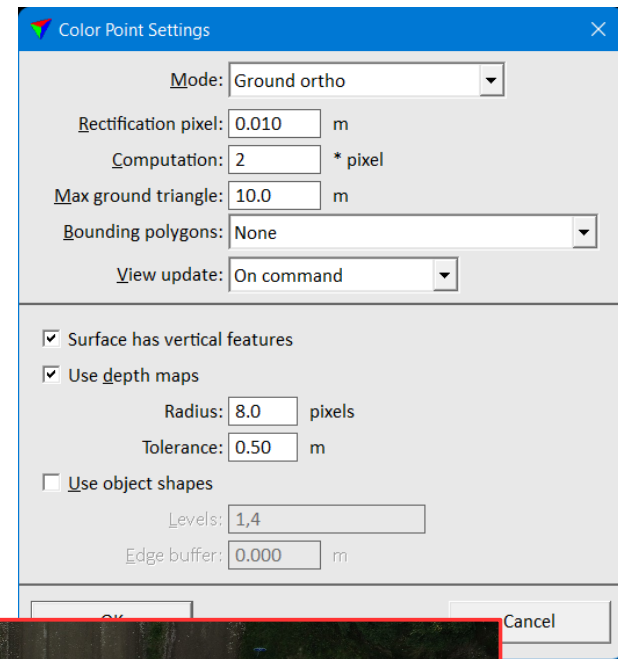 Color Point Settings
Mode: Ground ortho
Rectification pixel: 0.010 m
Computation: 2 * pixel
Max ground triangle: 10.0 m
Bounding polygons: None
View update: On command
Surface has vertical features
Use depth maps
Radius: 8.0 pixels
Tolerance: 0.50 m
Use object shapes
Levels: 1,4
Edge buffer: 0.000 m
OK Cancel